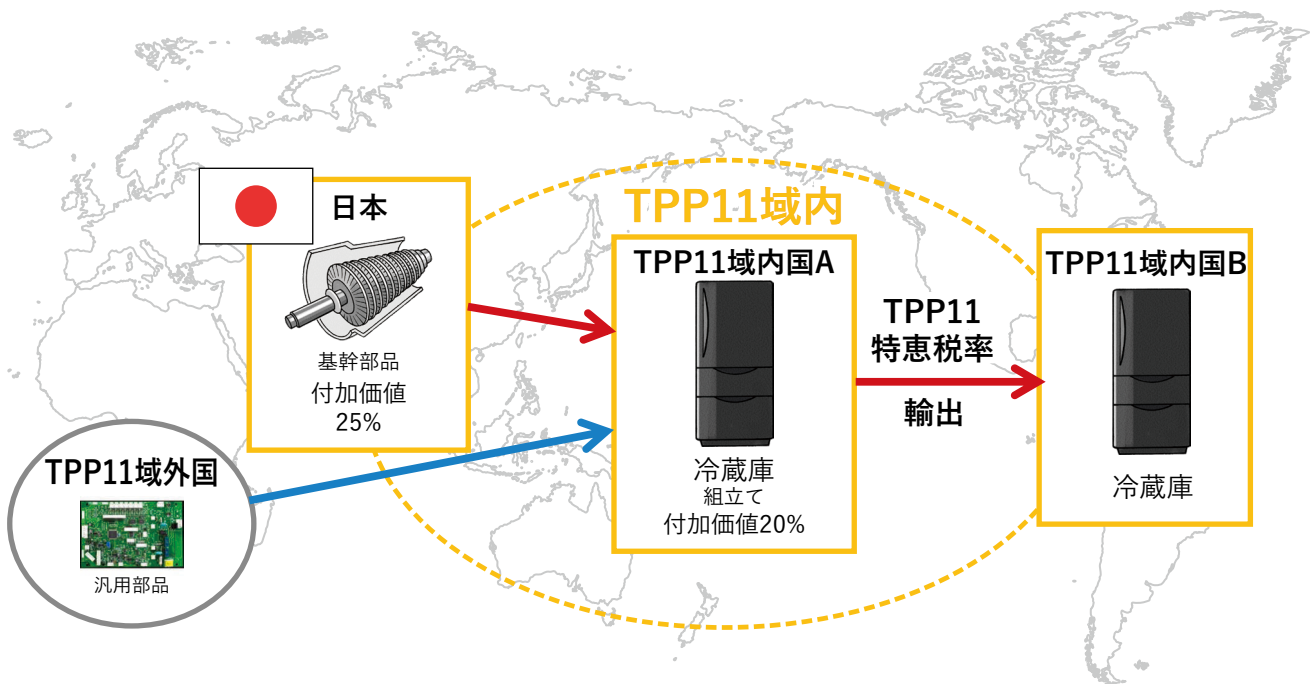 日本
基幹部品
付加価値
25%
TPP11域外国
汎用部品
TPP11域内
TPP11域内国A
冷蔵庫
組立て
付加価値20%
TPP11
特恵税率
輸出
TPP11域内国B
冷蔵庫